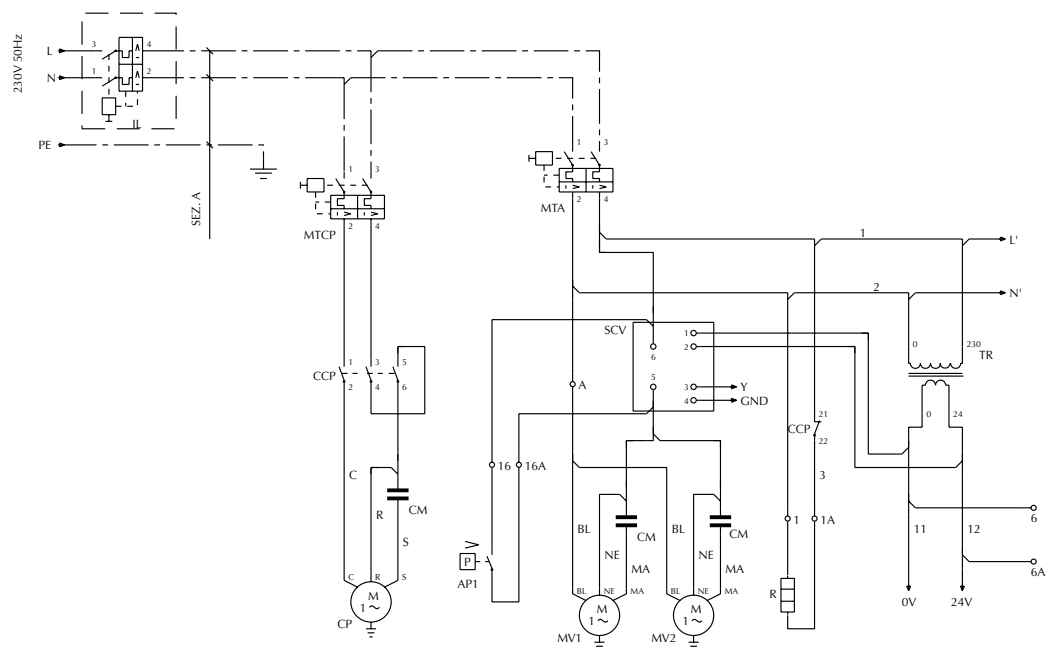 230V 50Hz
L
N
PE
3
4
1
2
IL
SEZ. A
1
3
MTCP
2
4
1
3
MTA
2
4
1
L'
2
N'
SCV
1
2
6
5
3
Y
4
GND
0
230
TR
0
24
CCP
1
3
5
2
4
6
A
CCP
21
22
3
C
R
S
CM
16
16A
1
1A
11
12
6
6A
BL
NE
MA
CM
BL
NE
MA
CM
P
AP1
R
0V
24V
C
R
S
M
1~
CP
BL
NE
MA
M
1~
MV1
BL
NE
MA
M
1~
MV2